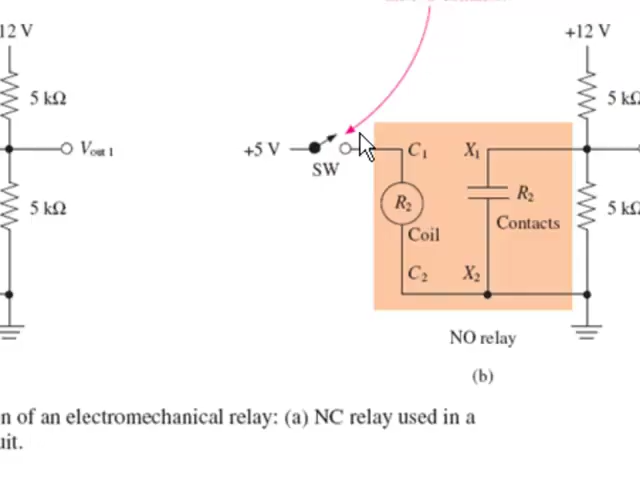 12 V
+12 V
5 kΩ
5 kΩ
Vout 1
+5 V
SW
C1
X1
R2
R2
Contacts
Coil
5 kΩ
5 kΩ
C2
X2
NO relay
(b)
n of an electromechanical relay: (a) NC relay used in a
uit.